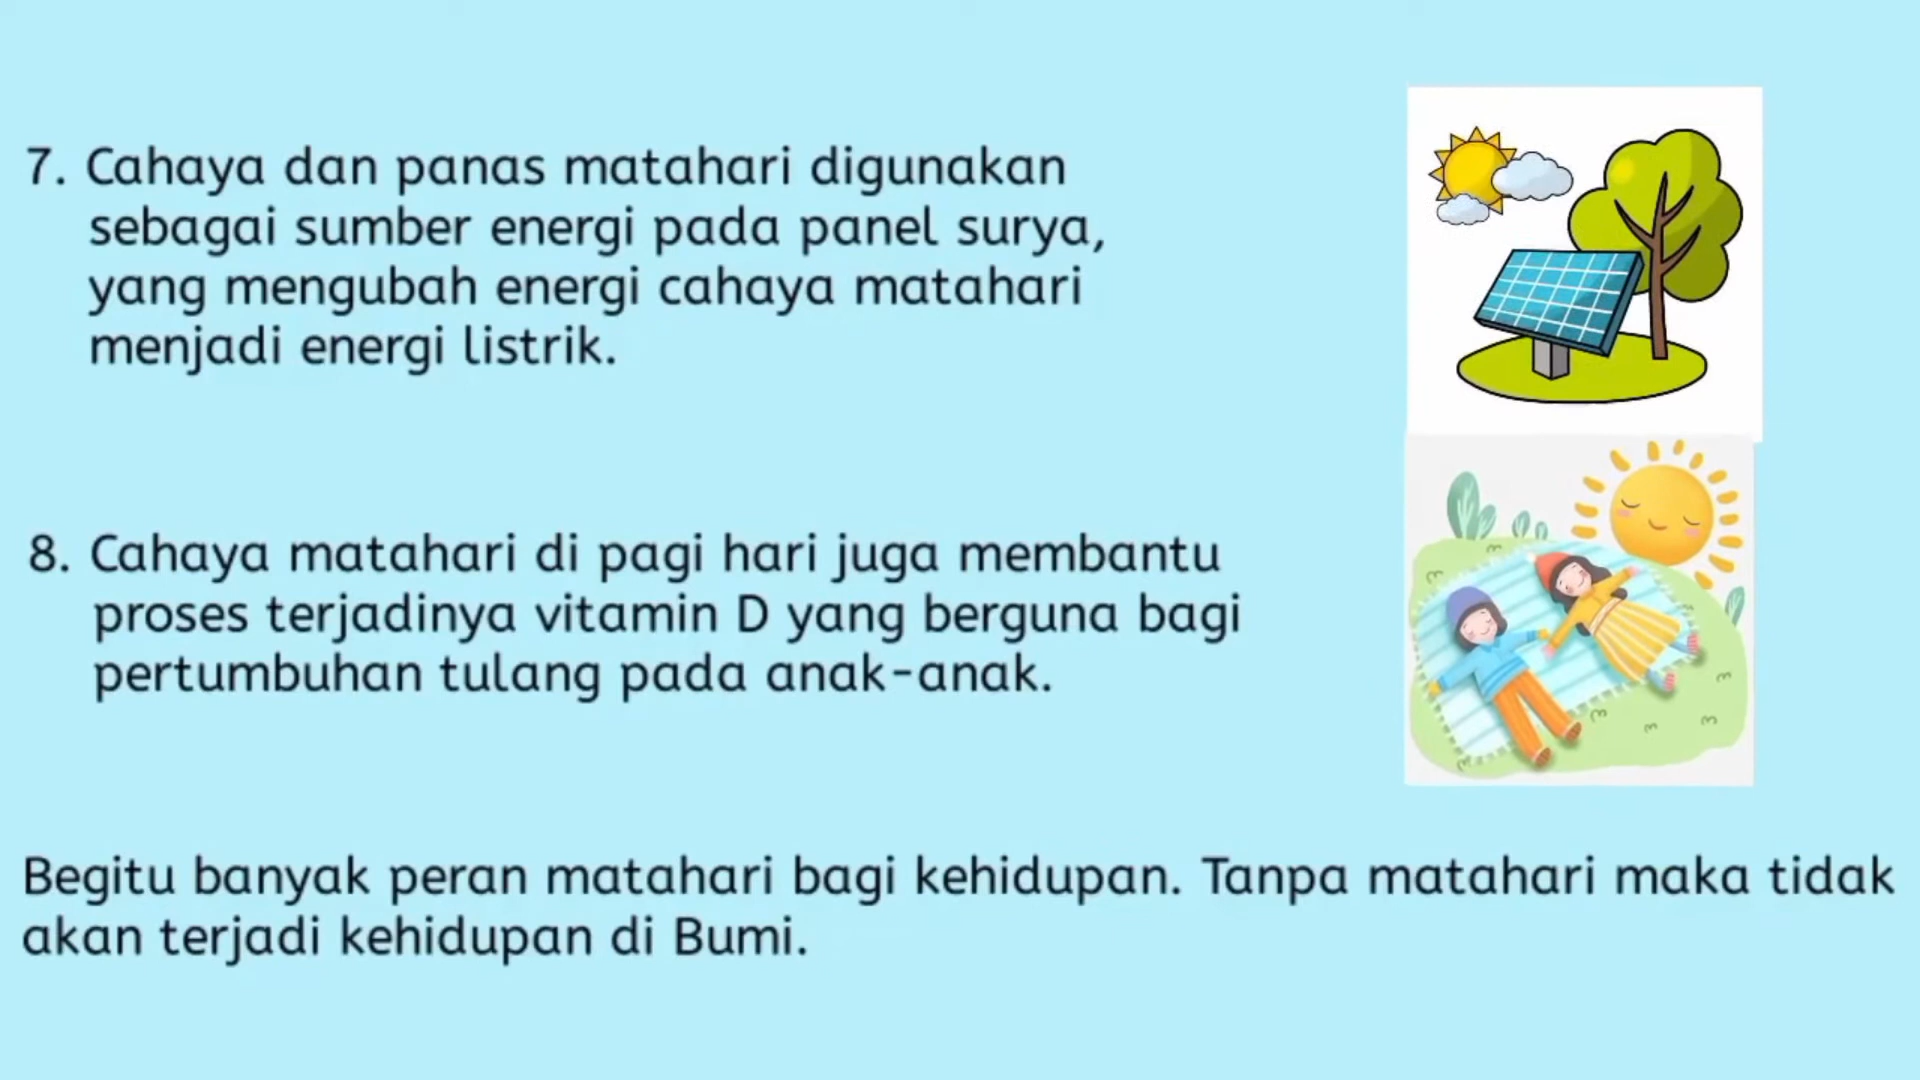 7. Cahaya dan panas matahari digunakan
sebagai sumber energi pada panel surya,
yang mengubah energi cahaya matahari
menjadi energi listrik.
8. Cahaya matahari di pagi hari juga membantu
proses terjadinya vitamin D yang berguna bagi
pertumbuhan tulang pada anak-anak.
Begitu banyak peran matahari bagi kehidupan. Tanpa matahari maka tidak
akan terjadi kehidupan di Bumi.